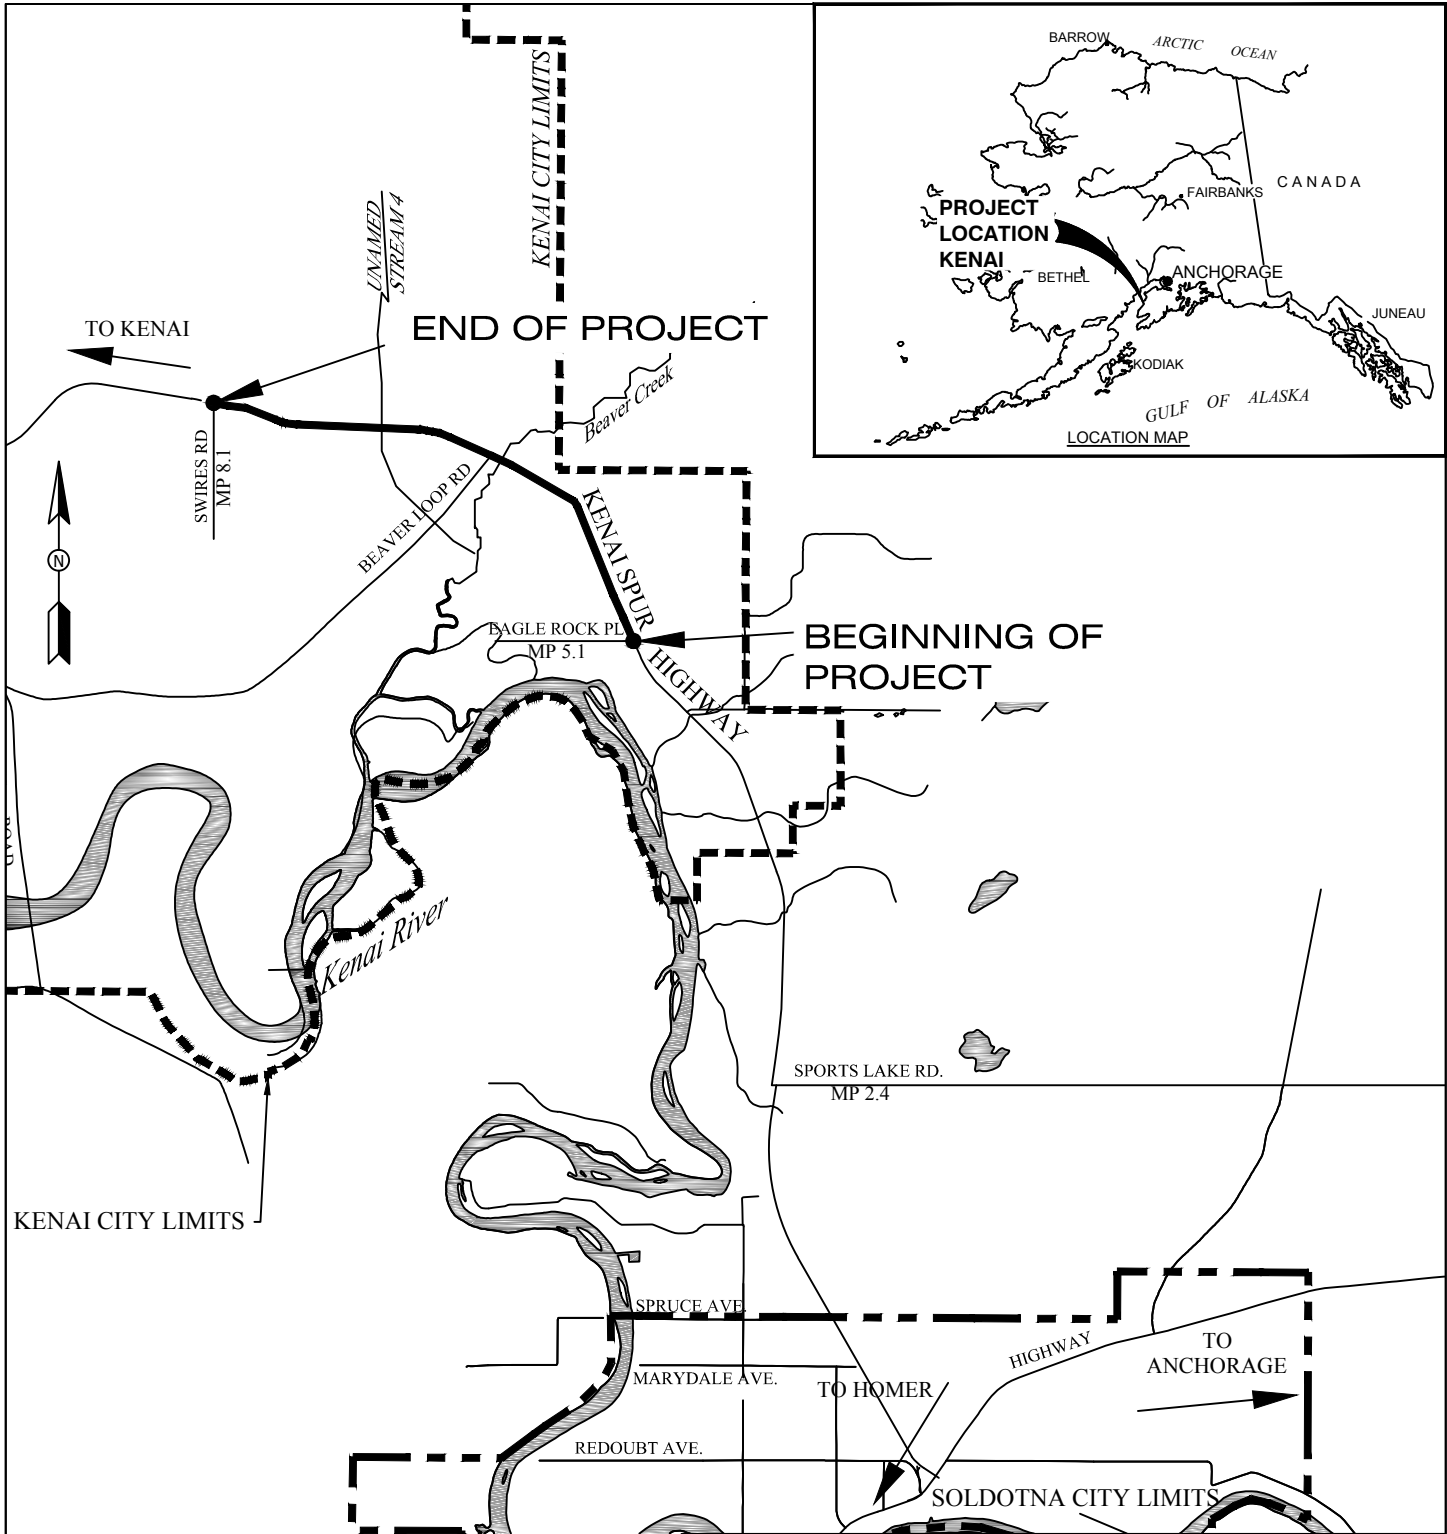 BARROW
ARCTIC OCEAN
CANADA
FAIRBANKS
PROJECT
LOCATION
KENAI
BETHEL
ANCHORAGE
JUNEAU
KODIAK
GULF OF ALASKA
LOCATION MAP
KENAI CITY LIMITS
UNAMED
STREAM 4
TO KENAI
END OF PROJECT
Beaver Creek
SWIRES RD
MP 8.1
BEAVER LOOP RD
KENAI SPUR
N
EAGLE ROCK PL
MP 5.1
BEGINNING OF
PROJECT
HIGHWAY
ROAD
Kenai River
SPORTS LAKE RD.
MP 2.4
KENAI CITY LIMITS
SPRUCE AVE.
HIGHWAY
TO
ANCHORAGE
MARYDALE AVE.
TO HOMER
REDOUBT AVE.
SOLDOTNA CITY LIMITS